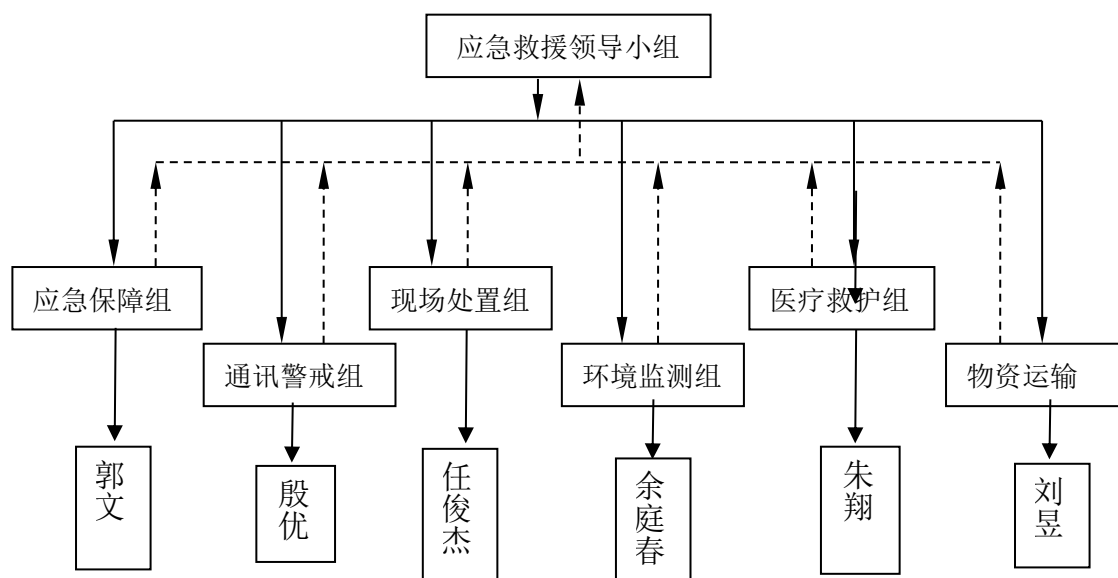 应急救援领导小组
应急保障组
现场处置组
医疗救护组
通讯警戒组
环境监测组
物资运输
郭文
殷优
任俊杰
余庭春
朱翔
刘昱